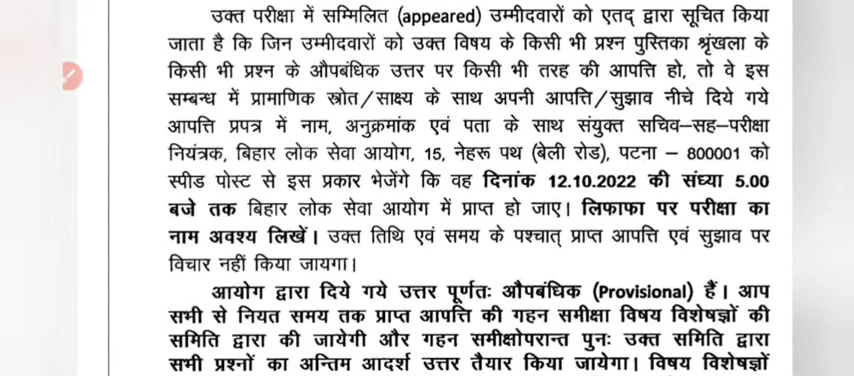 उक्त परीक्षा में सम्मिलित (appeared) उम्मीदवारों को एतद् द्वारा सूचित किया
जाता है कि जिन उम्मीदवारों को उक्त विषय के किसी भी प्रश्न पुस्तिका श्रृंखला के
किसी भी प्रश्न के औपबंधिक उत्तर पर किसी भी तरह की आपत्ति हो, तो वे इस
सम्बन्ध में प्रामाणिक स्त्रोत/साक्ष्य के साथ अपनी आपत्ति/सुझाव नीचे दिये गये
आपत्ति प्रपत्र में नाम, अनुक्रमांक एवं पता के साथ संयुक्त सचिव–सह–परीक्षा
नियंत्रक, बिहार लोक सेवा आयोग, 15, नेहरू पथ (बेली रोड), पटना – 800001 को
स्पीड पोस्ट से इस प्रकार भेजेंगे कि वह दिनांक 12.10.2022 की संध्या 5.00
बजे तक बिहार लोक सेवा आयोग में प्राप्त हो जाए। लिफाफा पर परीक्षा का
नाम अवश्य लिखें। उक्त तिथि एवं समय के पश्चात् प्राप्त आपत्ति एवं सुझाव पर
विचार नहीं किया जायगा।
आयोग द्वारा दिये गये उत्तर पूर्णतः औपबंधिक (Provisional) हैं। आप
सभी से नियत समय तक प्राप्त आपत्ति की गहन समीक्षा विषय विशेषज्ञों की
समिति द्वारा की जायेगी और गहन समीक्षोपरान्त पुनः उक्त समिति द्वारा
सभी प्रश्नों का अन्तिम आदर्श उत्तर तैयार किया जायेगा। विषय विशेषज्ञों